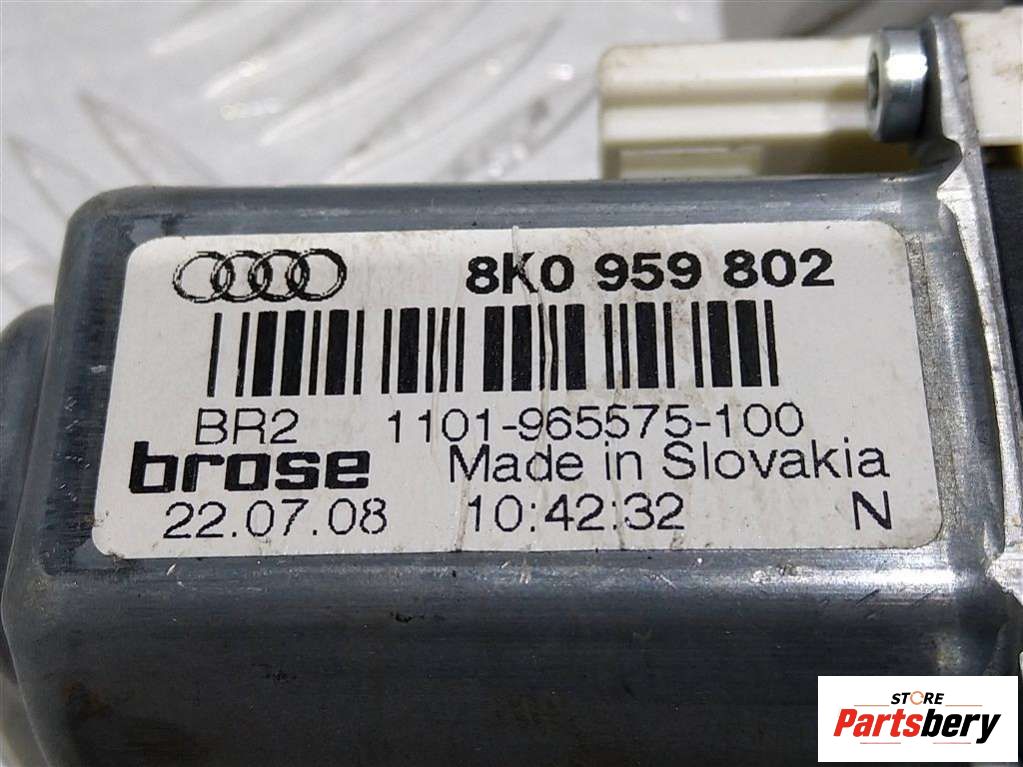 8K0 959 802
BR2 1101-965575-100
brose Made in Slovakia
22.07.08 10:42:32 N
STORE
Partsbery